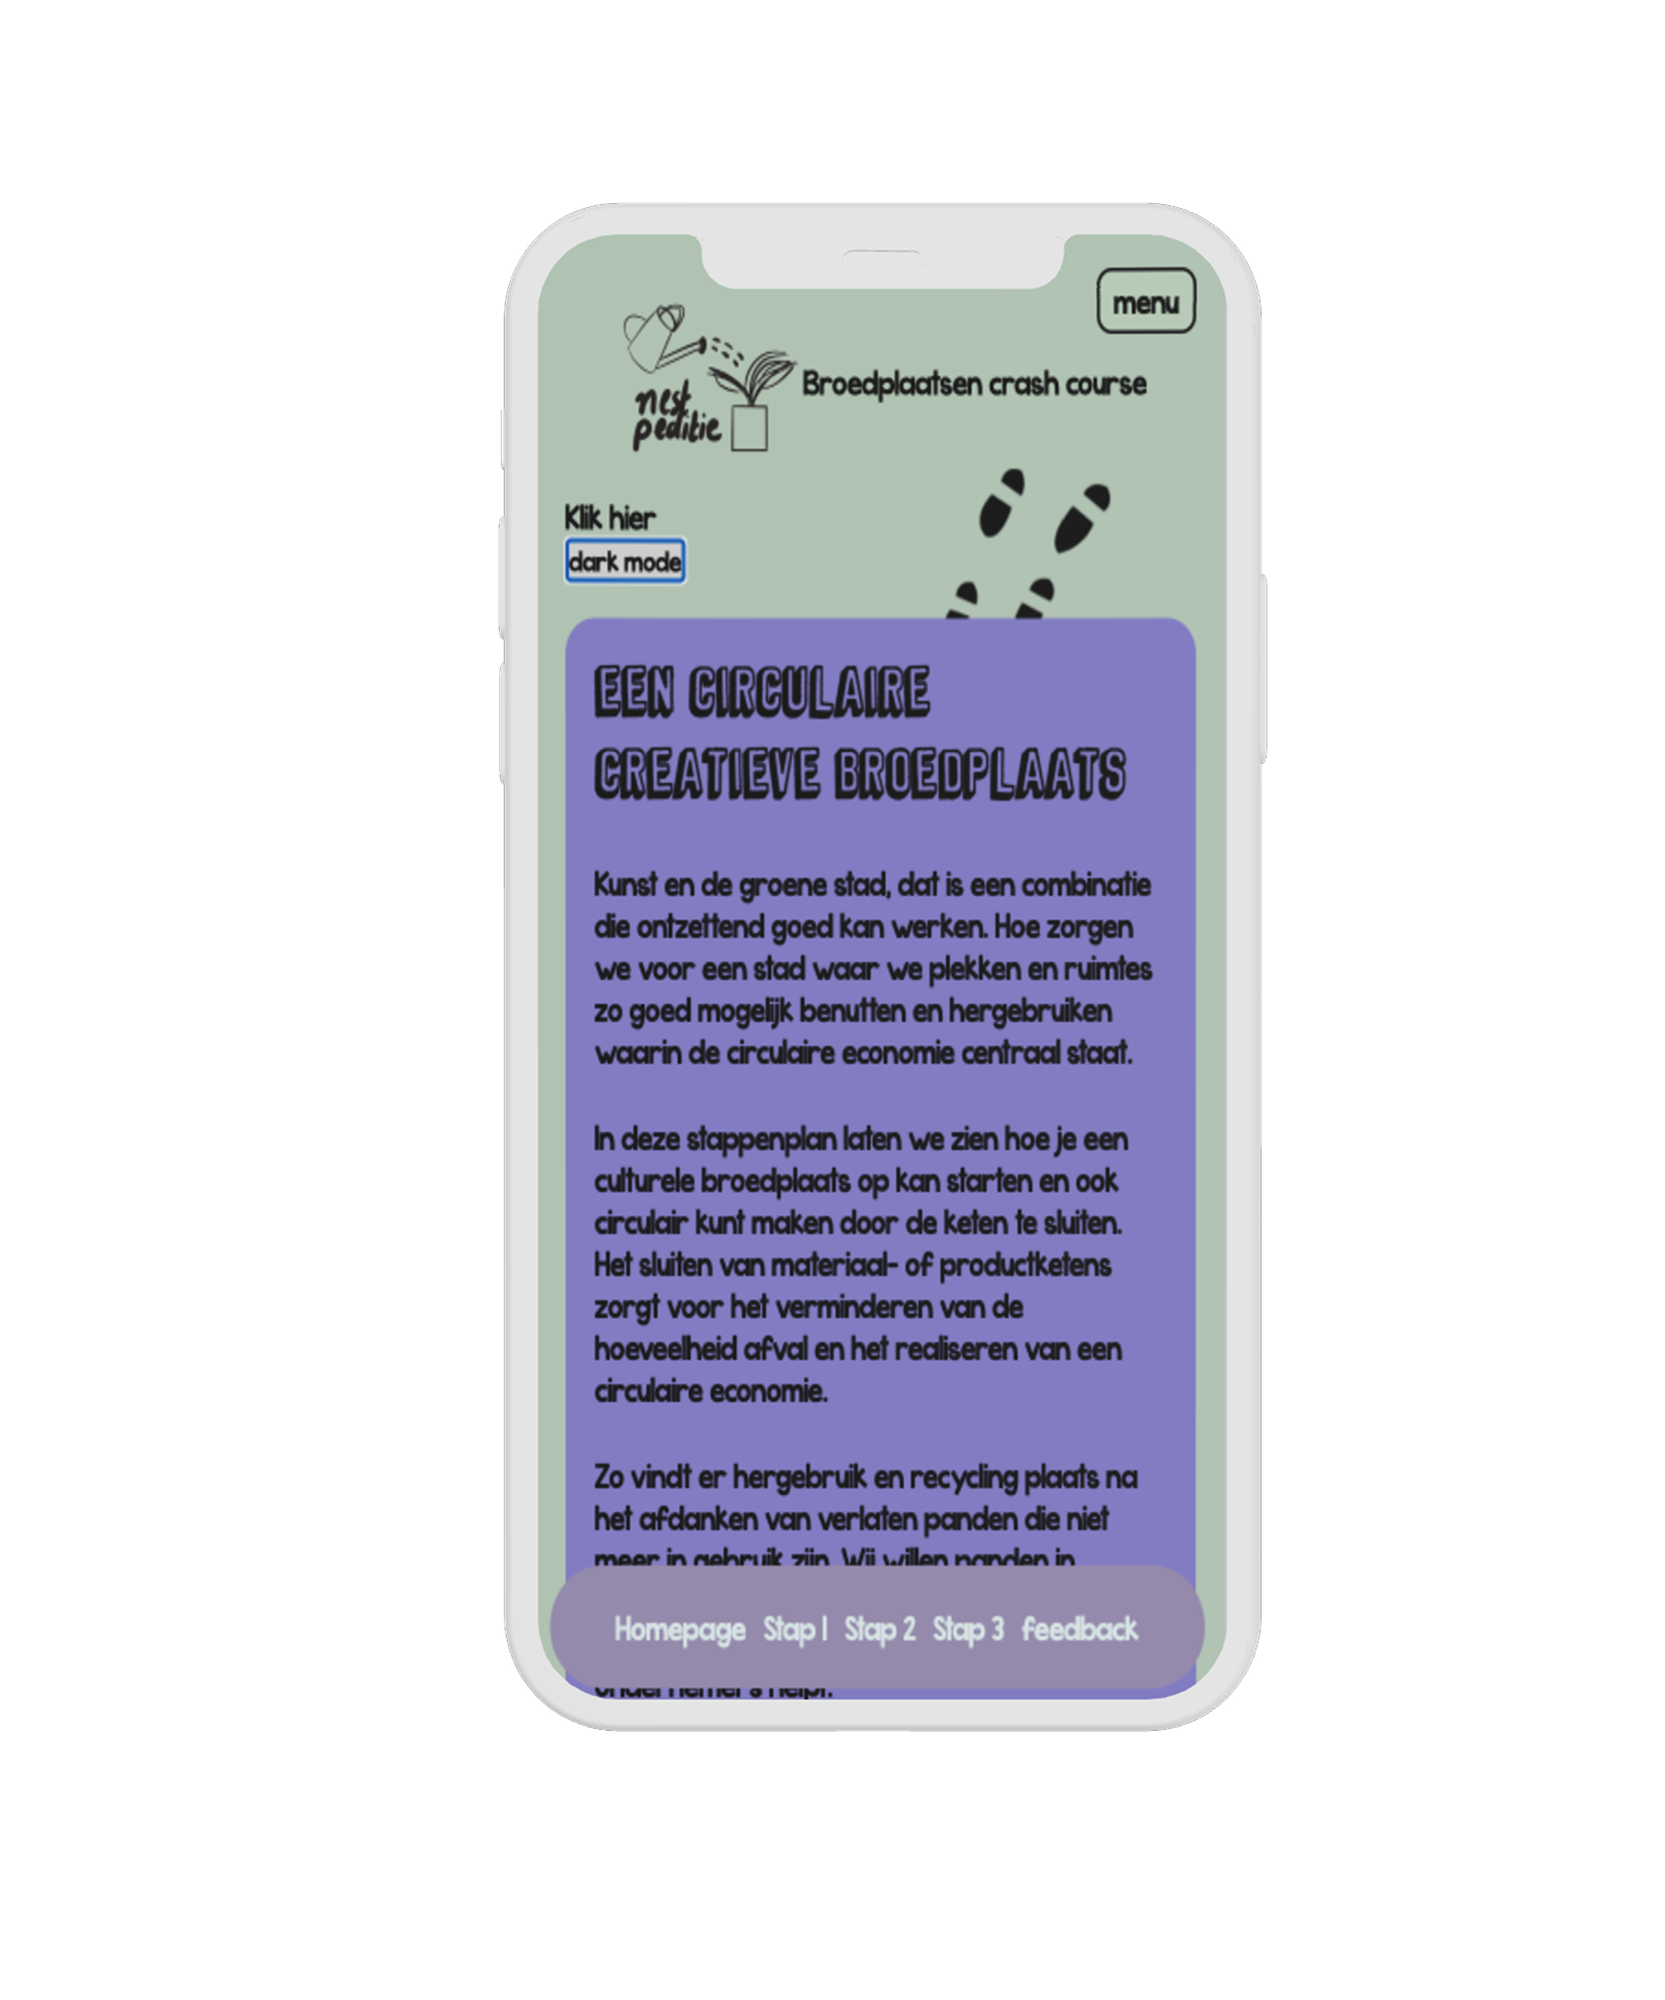 menu
nest
peditie
Broedplaatsen crash course
Klik hier
dark mode
EEN CIRCULAIRE
CREATIEVE BROEDPLAATS
Kunst en de groene stad, dat is een combinatie
die ontzettend goed kan werken. Hoe zorgen
we voor een stad waar we plekken en ruimtes
zo goed mogelijk benutten en hergebruiken
waarin de circulaire economie centraal staat.
In deze stappenplan laten we zien hoe je een
culturele broedplaats op kan starten en ook
circulair kunt maken door de keten te sluiten.
Het sluiten van materiaal- of productketens
zorgt voor het verminderen van de
hoeveelheid afval en het realiseren van een
circulaire economie.
Zo vindt er hergebruik en recycling plaats na
het afdanken van verlaten panden die niet
meer in gebruik zijn. Wij willen panden in
Homepage Stap 1 Stap 2 Stap 3 feedback